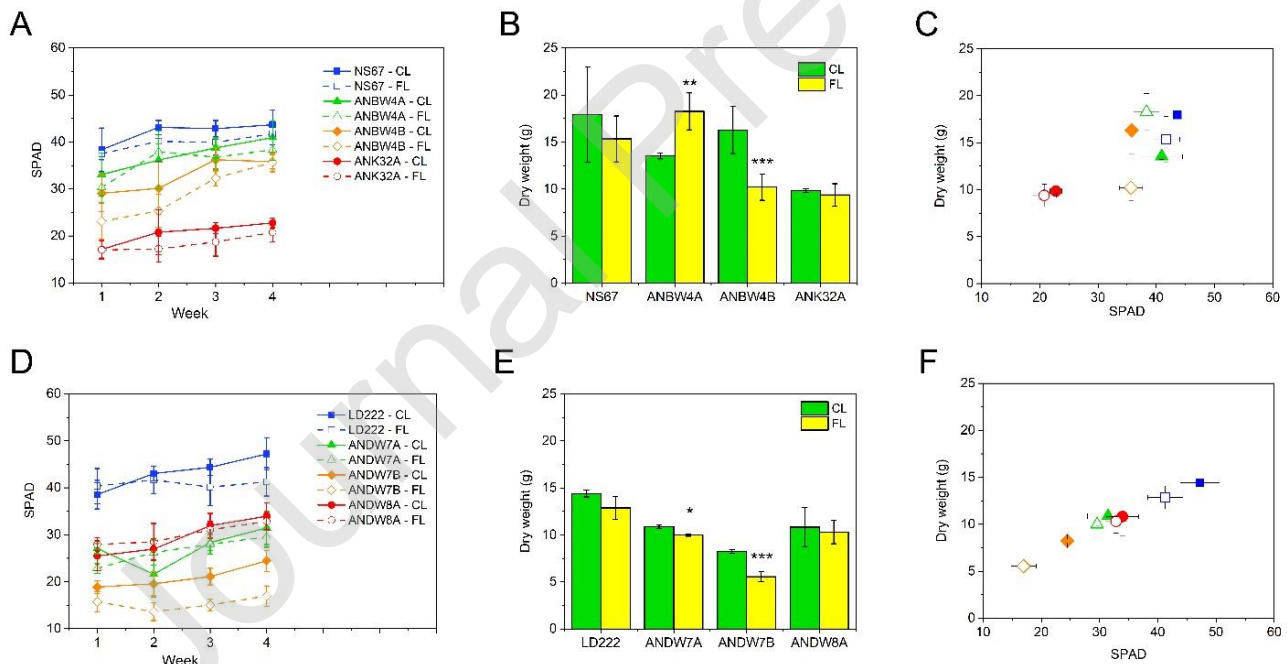 A
SPAD
60
50
40
30
20
10
1 2 3 4
Week
NS67 - CL
NS67 - FL
ANBW4A - CL
ANBW4A - FL
ANBW4B - CL
ANBW4B - FL
ANK32A - CL
ANK32A - FL
B
Dry weight (g)
25
20
15
10
5
0
NS67 ANBW4A ANBW4B ANK32A
**
***
CL
FL
C
Dry weight (g)
25
20
15
10
5
0
10 20 30 40 50 60
SPAD
D
SPAD
60
50
40
30
20
10
1 2 3 4
Week
LD222 - CL
LD222 - FL
ANDW7A - CL
ANDW7A - FL
ANDW7B - CL
ANDW7B - FL
ANDW8A - CL
ANDW8A - FL
E
Dry weight (g)
25
20
15
10
5
0
LD222 ANDW7A ANDW7B ANDW8A
*
***
CL
FL
F
Dry weight (g)
25
20
15
10
5
0
10 20 30 40 50 60
SPAD
Journal Pre